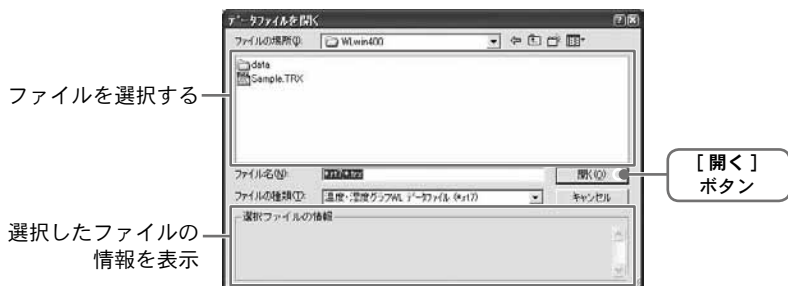 データファイルを開く
ファイルの場所(I):
WLwin400
data
Sample.TRX
ファイルを選択する
ファイル名(N):
開く(O)
[ 開く ]
ボタン
ファイルの種類(T):
温度・湿度グラフWL データファイル (*.rt7)
キャンセル
選択ファイルの情報
選択したファイルの
情報を表示